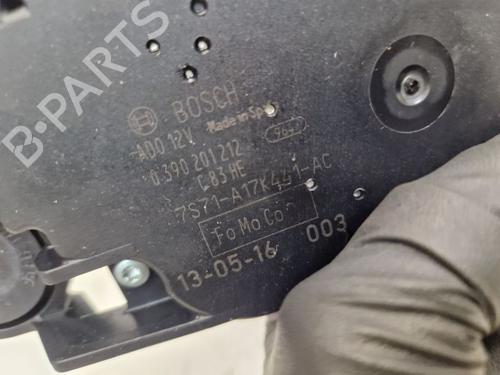 BOSCH
Made in Spain
ADO 12V
0 390 201 212
C 83 HE
7S71-A17K441-AC
FoMoCo
13-05-16 003
B-PARTS